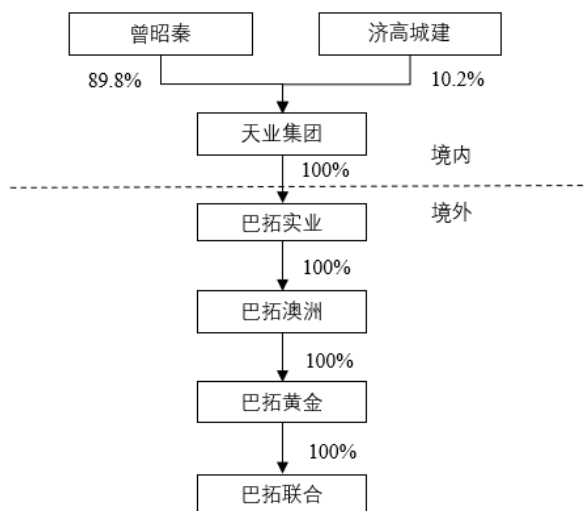 曾昭秦
济高城建
89.8%
10.2%
天业集团
境内
100%
境外
巴拓实业
100%
巴拓澳洲
100%
巴拓黄金
100%
巴拓联合